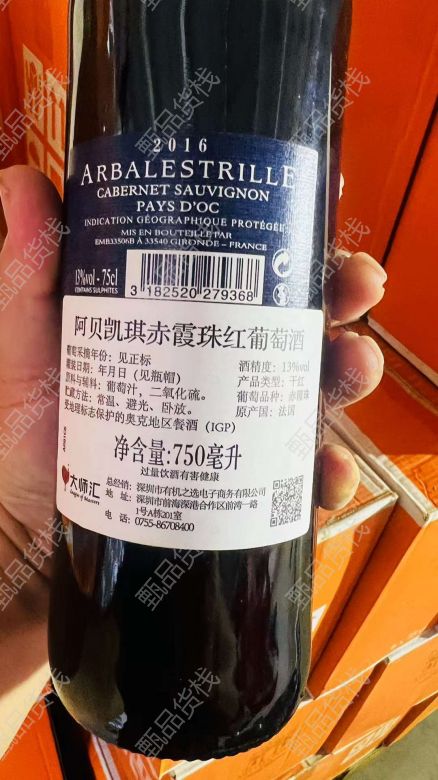 2016
ARBALESTRILLE
CABERNET SAUVIGNON
PAYS D'OC
INDICATION GÉOGRAPHIQUE PROTÉGÉE
MIS EN BOUTEILLE PAR
EMB33506B À 33540 GIRONDE - FRANCE
13%vol - 75cl
CONTAINS SULPHITES
3 182520 279368
阿贝凯琪赤霞珠红葡萄酒
葡萄采摘年份：见正标
灌装日期：年月日（见瓶帽）
原料与辅料：葡萄汁，二氧化硫。
贮藏方法：常温、避光、卧放。
受地理标志保护的奥克地区餐酒（IGP）
酒精度：13%vol
产品类型：干红
葡萄品种：赤霞珠
原产国：法国
净含量:750毫升
过量饮酒有害健康
大师汇
总经销：深圳市有机之选电子商务有限公司
地址：深圳市前海深港合作区前湾一路
1号A栋201室
电话：0755-86708400
甄品货栈